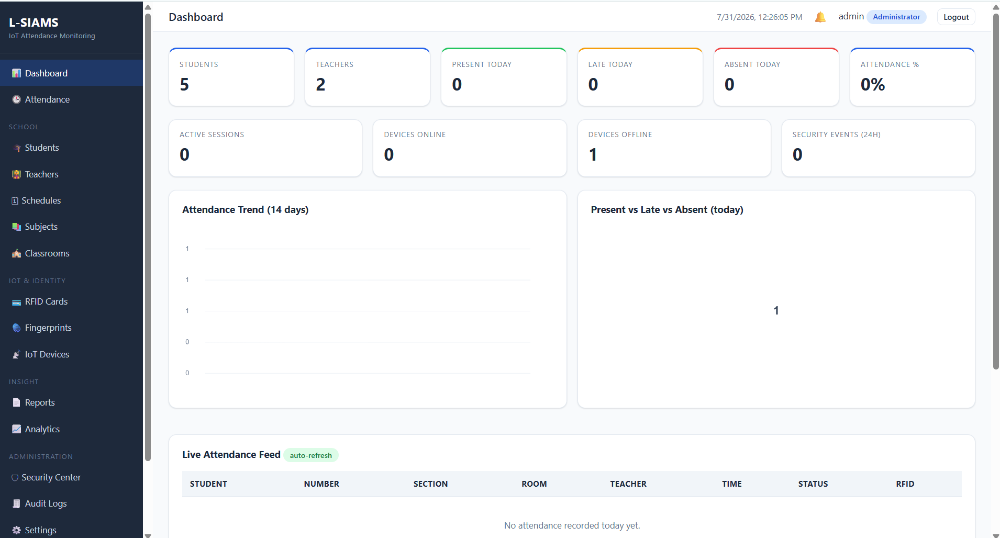 L-SIAMS
IoT Attendance Monitoring
Dashboard
Attendance
SCHOOL
Students
Teachers
Schedules
Subjects
Classrooms
IOT & IDENTITY
RFID Cards
Fingerprints
IoT Devices
INSIGHT
Reports
Analytics
ADMINISTRATION
Security Center
Audit Logs
Settings
Dashboard
7/31/2026, 12:26:05 PM admin Administrator Logout
STUDENTS TEACHERS PRESENT TODAY LATE TODAY ABSENT TODAY ATTENDANCE %
5 2 0 0 0 0%
ACTIVE SESSIONS DEVICES ONLINE DEVICES OFFLINE SECURITY EVENTS (24H)
0 0 1 0
Attendance Trend (14 days)
1
1
1
0
0
Present vs Late vs Absent (today)
1
Live Attendance Feed auto-refresh
STUDENT NUMBER SECTION ROOM TEACHER TIME STATUS RFID
No attendance recorded today yet.